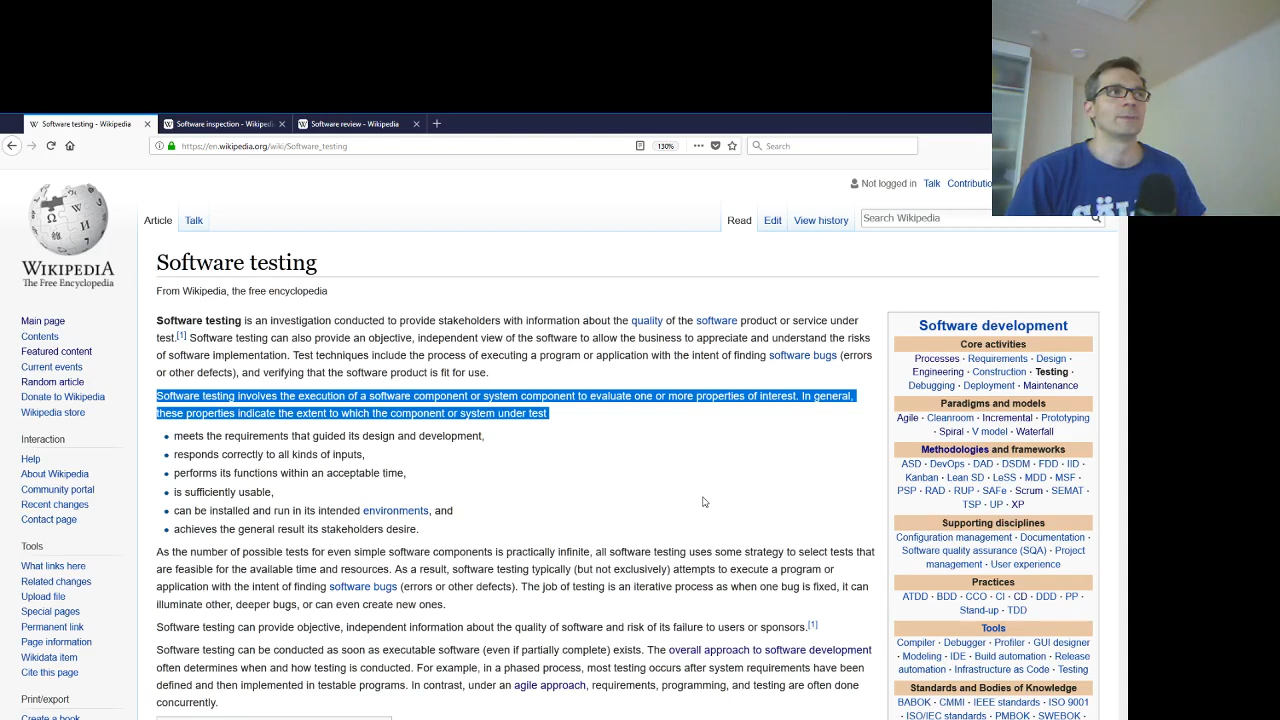 Software testing - Wikipedia
Software inspection - Wikiped
Software review - Wikipedia
https://en.wikipedia.org/wiki/Software_testing
130%
Search
Not logged in Talk Contributio
Article Talk
Read Edit View history
Search Wikipedia
WIKIPEDIA
The Free Encyclopedia
Main page
Contents
Featured content
Current events
Random article
Donate to Wikipedia
Wikipedia store
Interaction
Help
About Wikipedia
Community portal
Recent changes
Contact page
Tools
What links here
Related changes
Upload file
Special pages
Permanent link
Page information
Wikidata item
Cite this page
Print/export
Create a book
Software testing
From Wikipedia, the free encyclopedia
Software testing is an investigation conducted to provide stakeholders with information about the quality of the software product or service under
test.[1] Software testing can also provide an objective, independent view of the software to allow the business to appreciate and understand the risks
of software implementation. Test techniques include the process of executing a program or application with the intent of finding software bugs (errors
or other defects), and verifying that the software product is fit for use.
Software testing involves the execution of a software component or system component to evaluate one or more properties of interest. In general,
these properties indicate the extent to which the component or system under test
• meets the requirements that guided its design and development,
• responds correctly to all kinds of inputs,
• performs its functions within an acceptable time,
• is sufficiently usable,
• can be installed and run in its intended environments, and
• achieves the general result its stakeholders desire.
As the number of possible tests for even simple software components is practically infinite, all software testing uses some strategy to select tests that
are feasible for the available time and resources. As a result, software testing typically (but not exclusively) attempts to execute a program or
application with the intent of finding software bugs (errors or other defects). The job of testing is an iterative process as when one bug is fixed, it can
illuminate other, deeper bugs, or can even create new ones.
Software testing can provide objective, independent information about the quality of software and risk of its failure to users or sponsors.[1]
Software testing can be conducted as soon as executable software (even if partially complete) exists. The overall approach to software development
often determines when and how testing is conducted. For example, in a phased process, most testing occurs after system requirements have been
defined and then implemented in testable programs. In contrast, under an agile approach, requirements, programming, and testing are often done
concurrently.
Software development
Core activities
Processes · Requirements · Design ·
Engineering · Construction · Testing ·
Debugging · Deployment · Maintenance
Paradigms and models
Agile · Cleanroom · Incremental · Prototyping
· Spiral · V model · Waterfall
Methodologies and frameworks
ASD · DevOps · DAD · DSDM · FDD · IID ·
Kanban · Lean SD · LeSS · MDD · MSF ·
PSP · RAD · RUP · SAFe · Scrum · SEMAT ·
TSP · UP · XP
Supporting disciplines
Configuration management · Documentation ·
Software quality assurance (SQA) · Project
management · User experience
Practices
ATDD · BDD · CCO · CI · CD · DDD · PP ·
Stand-up · TDD
Tools
Compiler · Debugger · Profiler · GUI designer
· Modeling · IDE · Build automation · Release
automation · Infrastructure as Code · Testing
Standards and Bodies of Knowledge
BABOK · CMMI · IEEE standards · ISO 9001
· ISO/IEC standards · PMBOK · SWEBOK ·